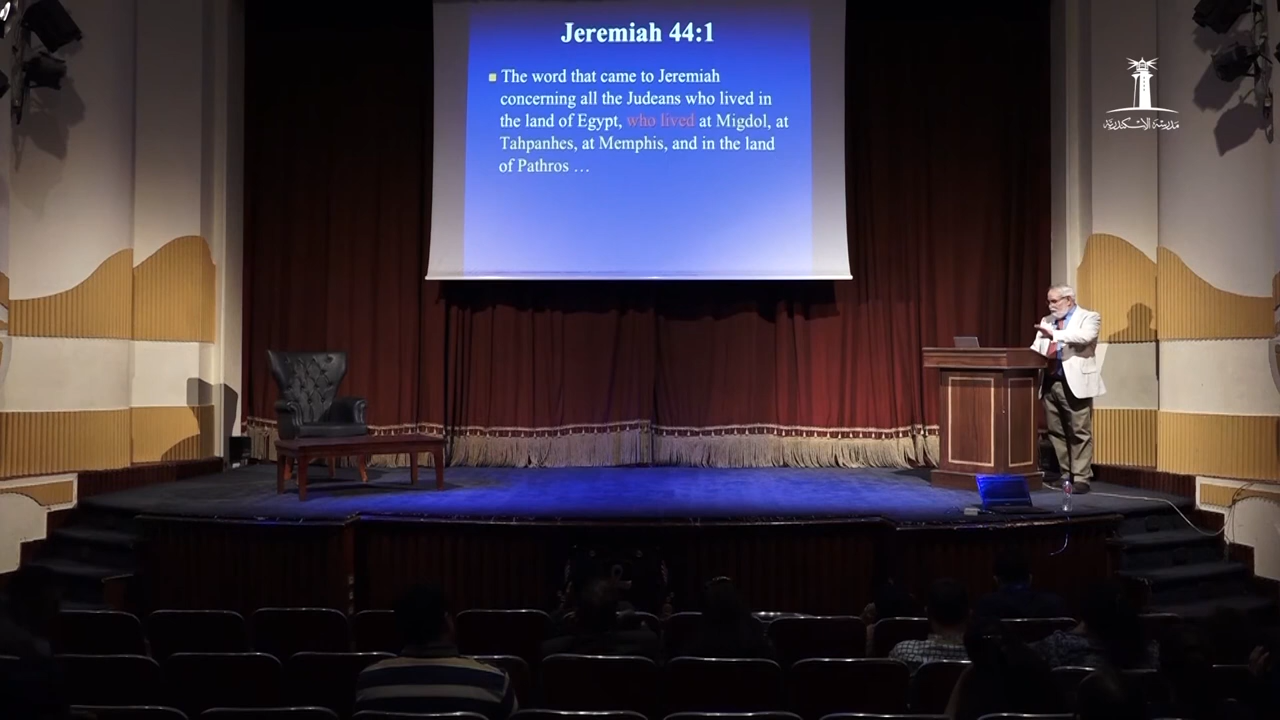 Jeremiah 44:1
The word that came to Jeremiah
concerning all the Judeans who lived in
the land of Egypt, who lived at Migdol, at
Tahpanhes, at Memphis, and in the land
of Pathros …
مدرسة الإسكندرية